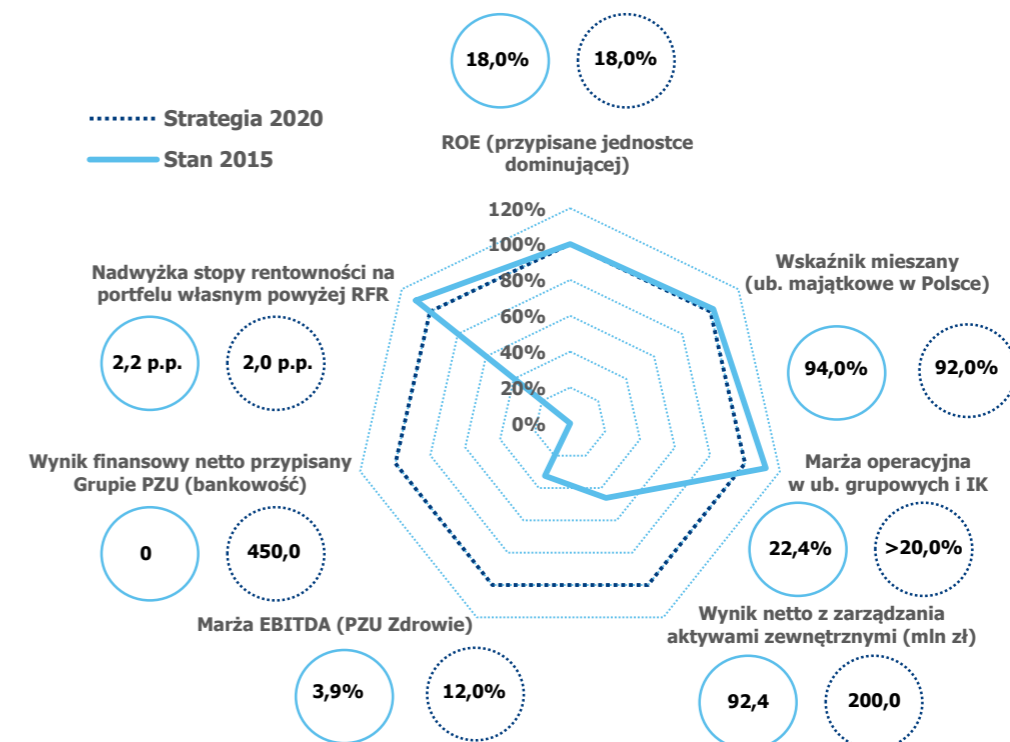 18,0%
18,0%
Strategia 2020
Stan 2015
ROE (przypisane jednostce
dominującej)
120%
100%
80%
60%
40%
20%
0%
Wskaźnik mieszany
(ub. majątkowe w Polsce)
94,0%
92,0%
Nadwyżka stopy rentowności na
portfelu własnym powyżej RFR
2,2 p.p.
2,0 p.p.
Marża operacyjna
w ub. grupowych i IK
22,4%
>20,0%
Wynik finansowy netto przypisany
Grupie PZU (bankowość)
0
450,0
Wynik netto z zarządzania
aktywami zewnętrznymi (mln zł)
92,4
200,0
Marża EBITDA (PZU Zdrowie)
3,9%
12,0%